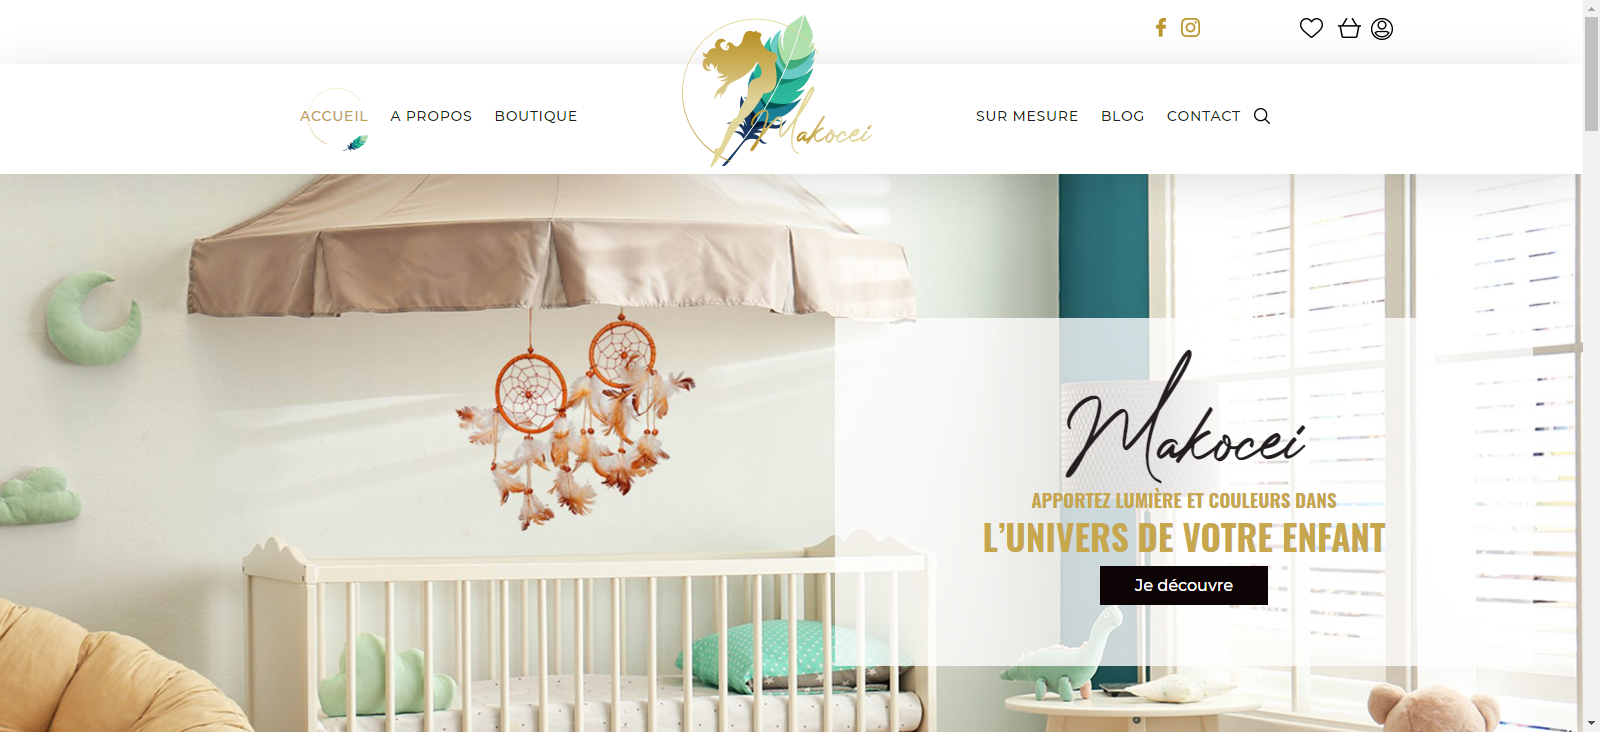 ACCUEIL
A PROPOS
BOUTIQUE
Makocei
SUR MESURE
BLOG
CONTACT
Makocei
APPORTEZ LUMIÈRE ET COULEURS DANS
L'UNIVERS DE VOTRE ENFANT
Je découvre